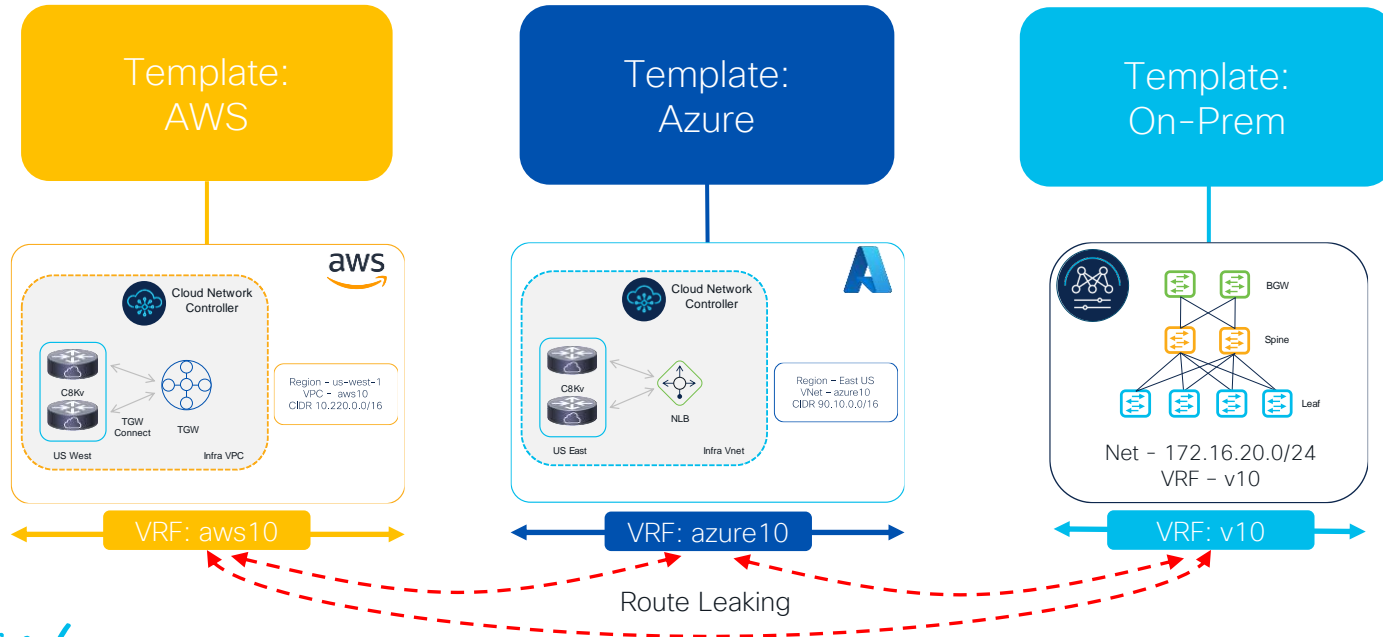 Template:
AWS
Template:
Azure
Template:
On-Prem
aws
Cloud Network
Controller
C8Kv
TGW
Connect
TGW
US West
Infra VPC
Region - us-west-1
VPC - aws10
CIDR 10.220.0.0/16
Cloud Network
Controller
C8Kv
NLB
US East
Infra Vnet
Region - East US
VNet - azure10
CIDR 90.10.0.0/16
BGW
Spine
Leaf
Net - 172.16.20.0/24
VRF - v10
VRF: aws10
VRF: azure10
VRF: v10
Route Leaking